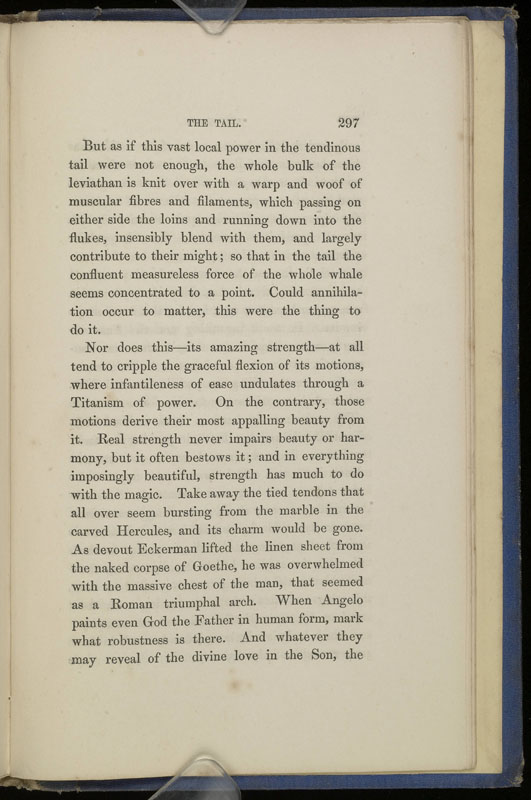 THE TAIL. 297
But as if this vast local power in the tendinous
tail were not enough, the whole bulk of the
leviathan is knit over with a warp and woof of
muscular fibres and filaments, which passing on
either side the loins and running down into the
flukes, insensibly blend with them, and largely
contribute to their might; so that in the tail the
confluent measureless force of the whole whale
seems concentrated to a point. Could annihila-
tion occur to matter, this were the thing to
do it.
Nor does this—its amazing strength—at all
tend to cripple the graceful flexion of its motions,
where infantileness of ease undulates through a
Titanism of power. On the contrary, those
motions derive their most appalling beauty from
it. Real strength never impairs beauty or har-
mony, but it often bestows it; and in everything
imposingly beautiful, strength has much to do
with the magic. Take away the tied tendons that
all over seem bursting from the marble in the
carved Hercules, and its charm would be gone.
As devout Eckerman lifted the linen sheet from
the naked corpse of Goethe, he was overwhelmed
with the massive chest of the man, that seemed
as a Roman triumphal arch. When Angelo
paints even God the Father in human form, mark
what robustness is there. And whatever they
may reveal of the divine love in the Son, the